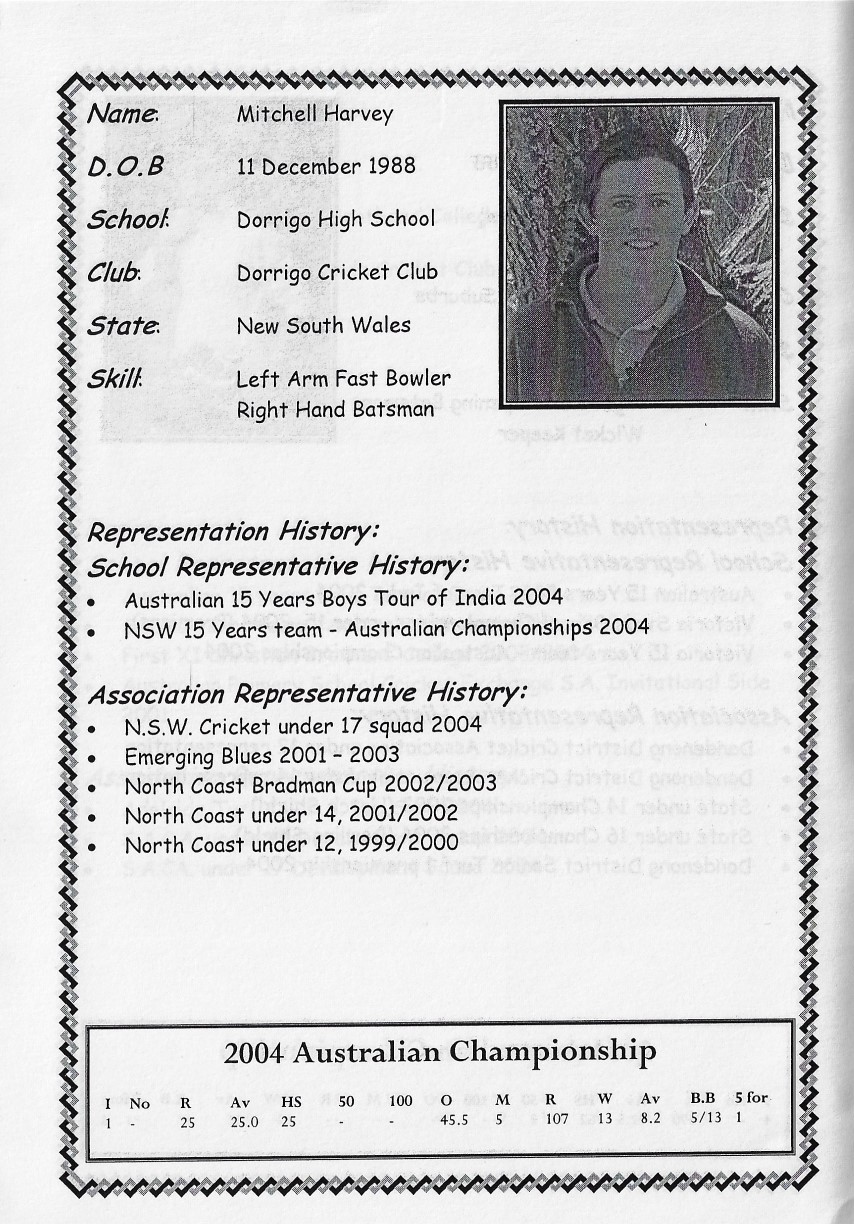 Name: Mitchell Harvey
D.O.B 11 December 1988
School: Dorrigo High School
Club: Dorrigo Cricket Club
State: New South Wales
Skill: Left Arm Fast Bowler
Right Hand Batsman
Representation History:
School Representative History:
• Australian 15 Years Boys Tour of India 2004
• NSW 15 Years team - Australian Championships 2004
Association Representative History:
• N.S.W. Cricket under 17 squad 2004
• Emerging Blues 2001 - 2003
• North Coast Bradman Cup 2002/2003
• North Coast under 14, 2001/2002
• North Coast under 12, 1999/2000
2004 Australian Championship
I No R Av HS 50 100 O M R W Av B.B 5 for
1 - 25 25.0 25 - - 45.5 5 107 13 8.2 5/13 1